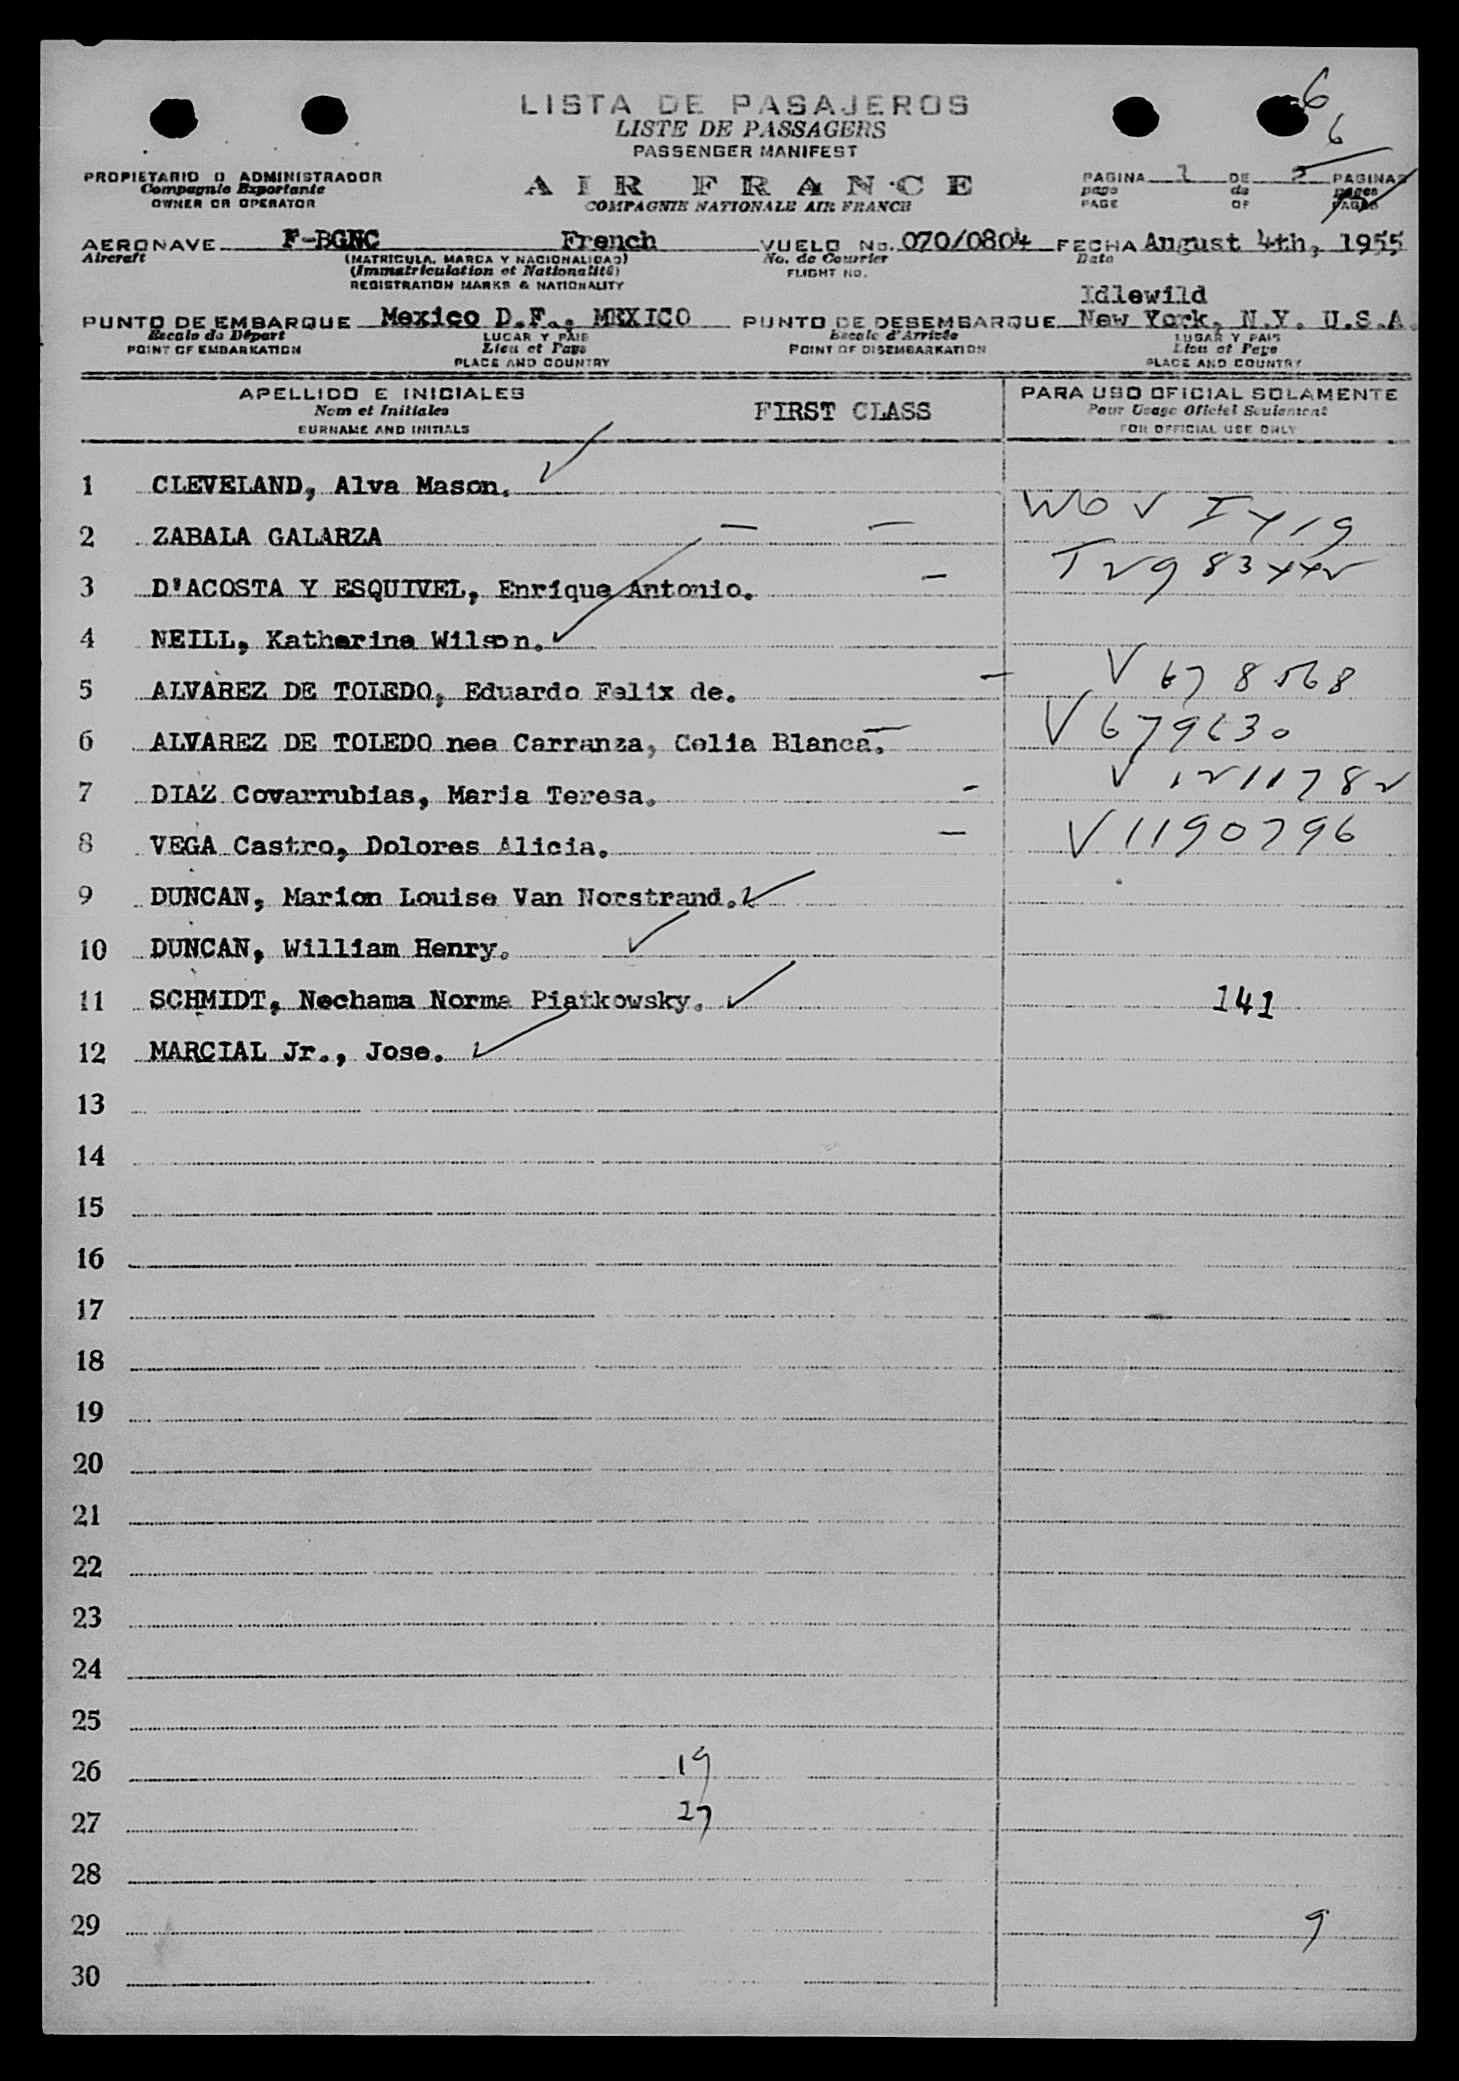 6
6
LISTA DE PASAJEROS
LISTE DE PASSAGERS
PASSENGER MANIFEST
PROPIETARIO O ADMINISTRADOR
Compagnie Exportante
OWNER OR OPERATOR
AIR FRANCE
COMPAGNIE NATIONALE AIR FRANCE
PAGINA 1 DE 2 PAGINAS
page de pages
PAGE OF PAGES
AERONAVE F-BGNC French VUELO No. 070/0804 FECHA August 4th, 1955
Aircraft (MATRICULA, MARCA Y NACIONALIDAD) No. de Courrier Date
(Immatriculation et Nationalité) FLIGHT NO.
REGISTRATION MARKS & NATIONALITY
Idlewild
PUNTO DE EMBARQUE Mexico D.F., MEXICO PUNTO DE DESEMBARQUE New York, N.Y. U.S.A.
Escale de Départ LUGAR Y PAIS Escale d'Arrivée LUGAR Y PAIS
POINT OF EMBARKATION Lieu et Pays POINT OF DISEMBARKATION Lieu et Pays
PLACE AND COUNTRY PLACE AND COUNTRY
APELLIDO E INICIALES FIRST CLASS PARA USO OFICIAL SOLAMENTE
Nom et Initiales Pour Usage Officiel Seulement
SURNAME AND INITIALS FOR OFFICIAL USE ONLY
1 CLEVELAND, Alva Mason.
2 ZABALA GALARZA
3 D'ACOSTA Y ESQUIVEL, Enrique Antonio.
4 NEILL, Katherine Wilson.
5 ALVAREZ DE TOLEDO, Eduardo Felix de. V 678568
6 ALVAREZ DE TOLEDO nee Carranza, Celia Blanca. V 679630
7 DIAZ Covarrubias, Maria Teresa. V 1211782
8 VEGA Castro, Dolores Alicia. V 1190796
9 DUNCAN, Marion Louise Van Norstrand.
10 DUNCAN, William Henry.
11 SCHMIDT, Nechama Norma Piatkowsky. 141
12 MARCIAL Jr., Jose.
13
14
15
16
17
18
19
20
21
22
23
24
25
26 19
27 27
28
29 9
30